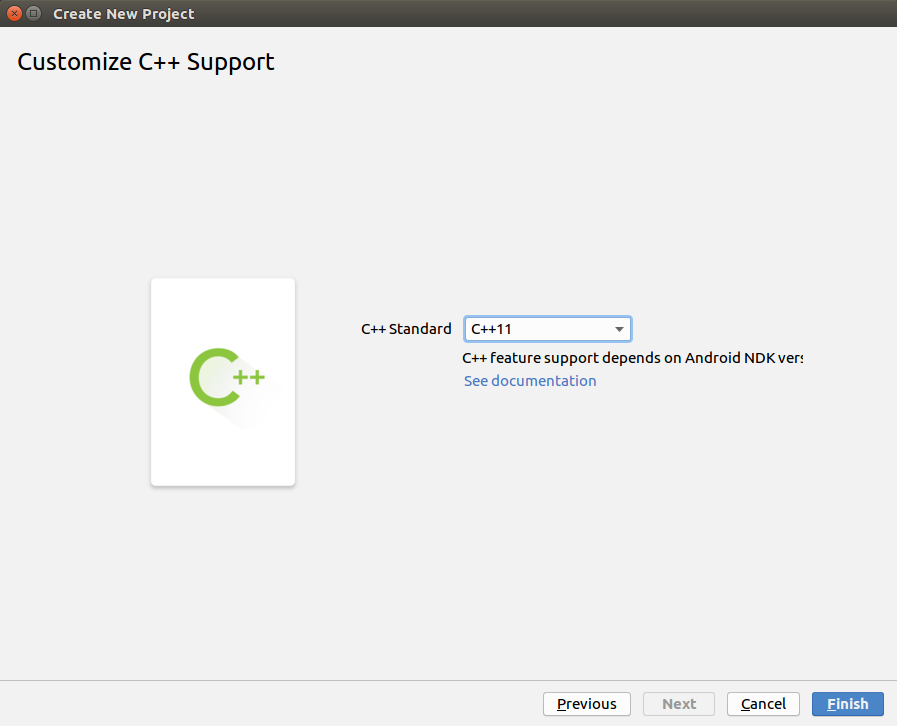 Create New Project
Customize C++ Support
C++
C++ Standard
C++11
C++ feature support depends on Android NDK vers
See documentation
Previous
Next
Cancel
Finish